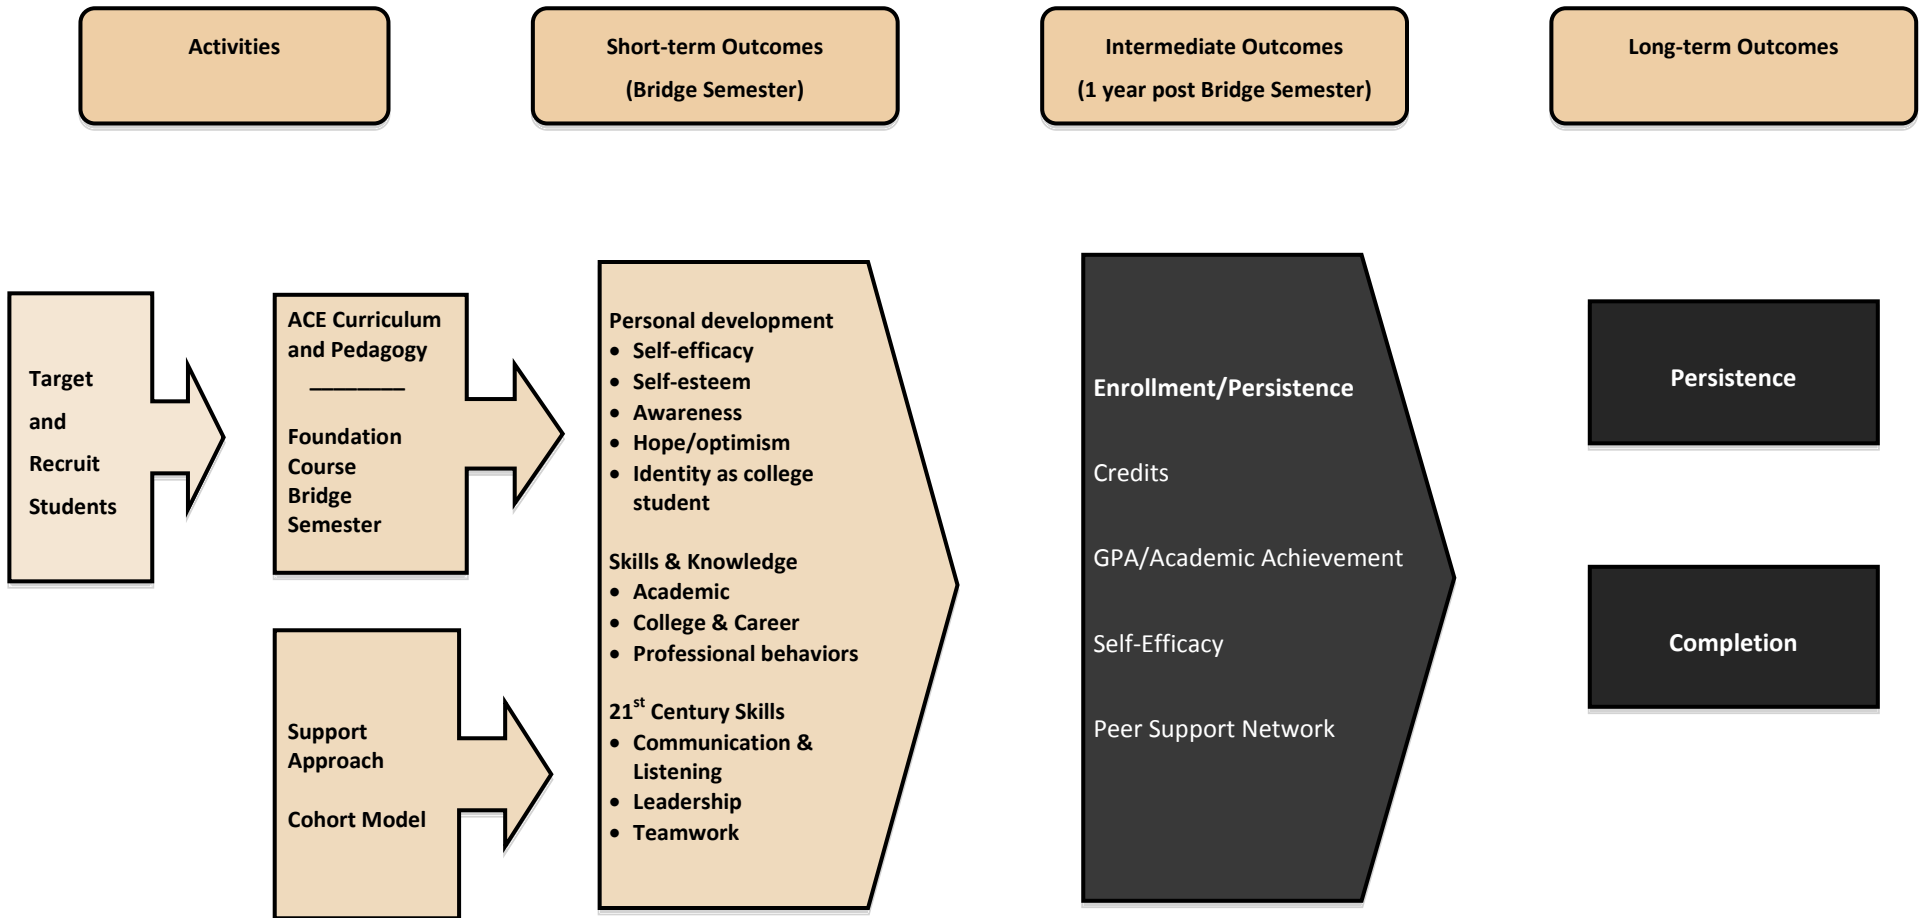 Activities
Short-term Outcomes
(Bridge Semester)
Intermediate Outcomes
(1 year post Bridge Semester)
Long-term Outcomes
Target
and
Recruit
Students
ACE Curriculum
and Pedagogy
________
Foundation
Course
Bridge
Semester
Support
Approach
Cohort Model
Personal development
• Self-efficacy
• Self-esteem
• Awareness
• Hope/optimism
• Identity as college
student
Skills & Knowledge
• Academic
• College & Career
• Professional behaviors
21st Century Skills
• Communication &
Listening
• Leadership
• Teamwork
Enrollment/Persistence
Credits
GPA/Academic Achievement
Self-Efficacy
Peer Support Network
Persistence
Completion